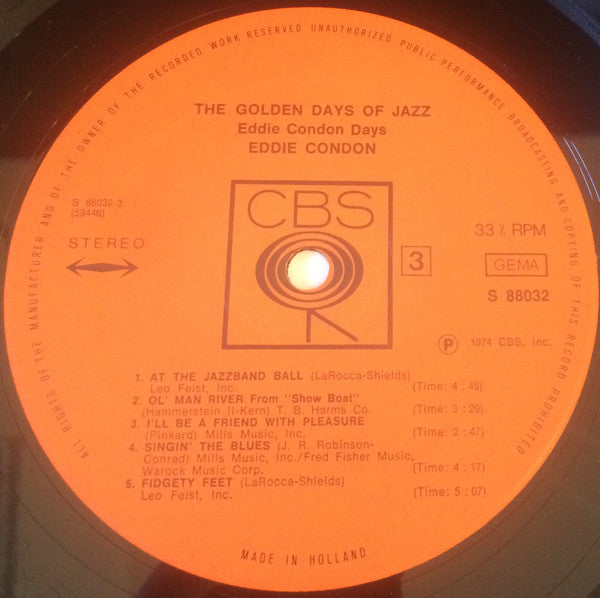 ALL RIGHTS OF THE MANUFACTURER AND OF THE OWNER OF THE RECORDED WORK RESERVED UNAUTHORIZED PUBLIC PERFORMANCE BROADCASTING AND COPYING OF THIS RECORD PROHIBITED
THE GOLDEN DAYS OF JAZZ
Eddie Condon Days
EDDIE CONDON
CBS
S 88032-3
(53446)
STEREO
3
33⅓ RPM
GEMA
S 88032
Ⓟ 1974 CBS, Inc.
1. AT THE JAZZBAND BALL (LaRocca-Shields)
Leo Feist, Inc. (Time: 4 : 45)
2. OL' MAN RIVER From "Show Boat"
(Hammerstein II-Kern) T. B. Harms Co. (Time: 3 : 29)
3. I'LL BE A FRIEND WITH PLEASURE
(Pinkard) Mills Music, Inc. (Time: 2 : 47)
4. SINGIN' THE BLUES (J. R. Robinson-
Conrad) Mills Music, Inc./Fred Fisher Music,
Warock Music Corp. (Time: 4 : 17)
5. FIDGETY FEET (LaRocca-Shields)
Leo Feist, Inc. (Time: 5 : 07)
MADE IN HOLLAND